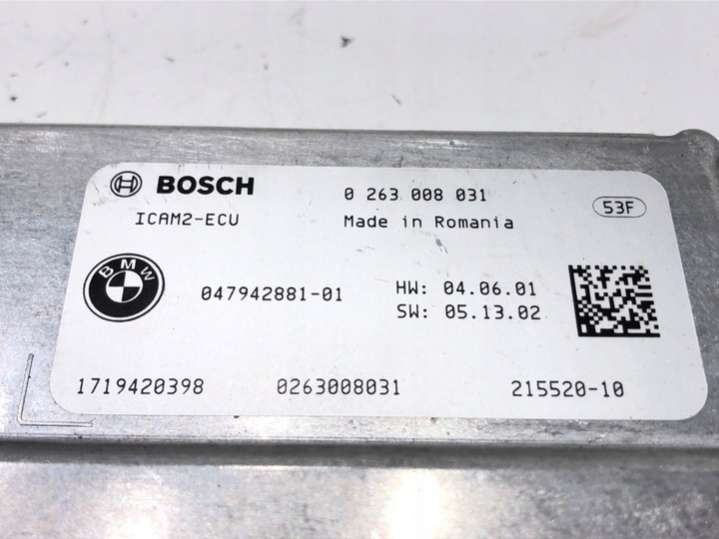 BOSCH 0 263 008 031
ICAM2-ECU Made in Romania 53F
BMW
047942881-01 HW: 04.06.01
SW: 05.13.02
1719420398 0263008031 215520-10